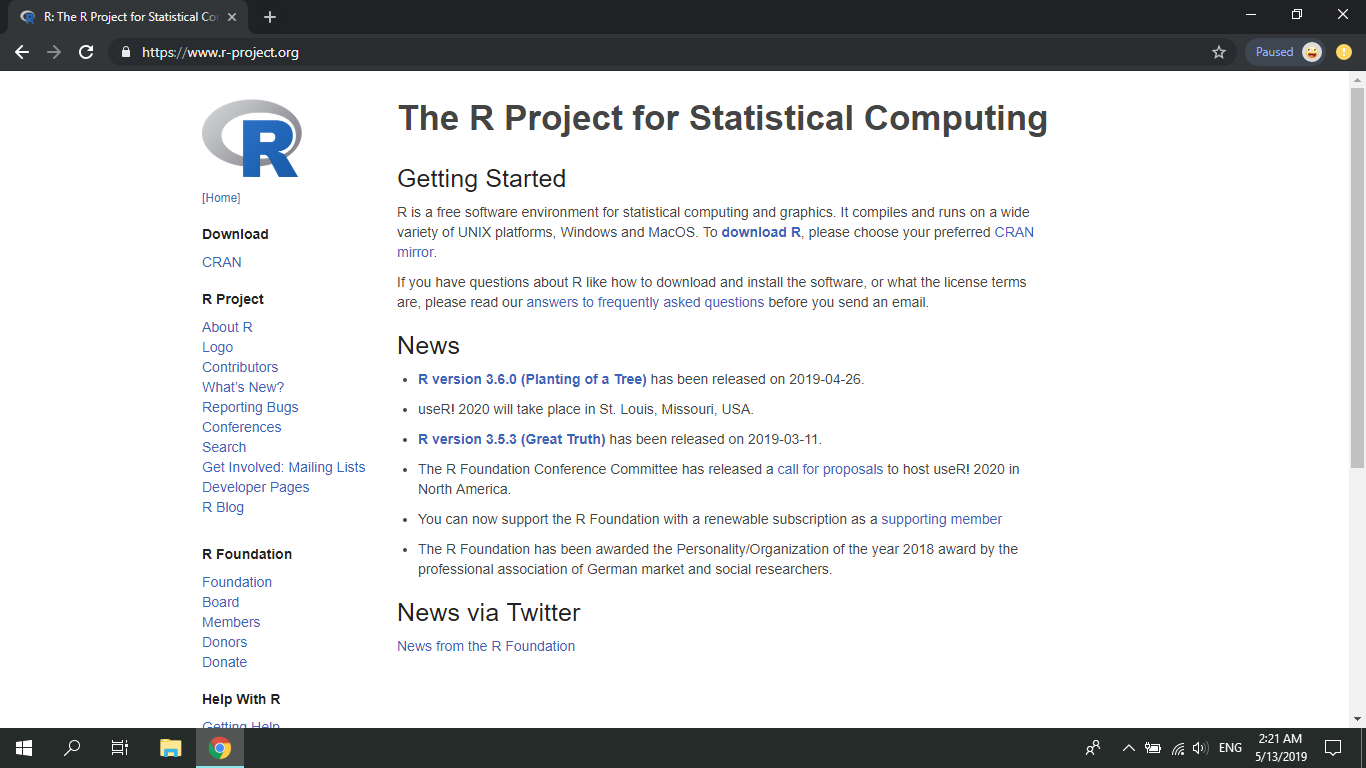 R: The R Project for Statistical Co
https://www.r-project.org
Paused
R
[Home]
Download
CRAN
R Project
About R
Logo
Contributors
What's New?
Reporting Bugs
Conferences
Search
Get Involved: Mailing Lists
Developer Pages
R Blog
R Foundation
Foundation
Board
Members
Donors
Donate
Help With R
Getting Help
The R Project for Statistical Computing
Getting Started
R is a free software environment for statistical computing and graphics. It compiles and runs on a wide
variety of UNIX platforms, Windows and MacOS. To download R, please choose your preferred CRAN
mirror.
If you have questions about R like how to download and install the software, or what the license terms
are, please read our answers to frequently asked questions before you send an email.
News
• R version 3.6.0 (Planting of a Tree) has been released on 2019-04-26.
• useR! 2020 will take place in St. Louis, Missouri, USA.
• R version 3.5.3 (Great Truth) has been released on 2019-03-11.
• The R Foundation Conference Committee has released a call for proposals to host useR! 2020 in
North America.
• You can now support the R Foundation with a renewable subscription as a supporting member
• The R Foundation has been awarded the Personality/Organization of the year 2018 award by the
professional association of German market and social researchers.
News via Twitter
News from the R Foundation
ENG
2:21 AM
5/13/2019